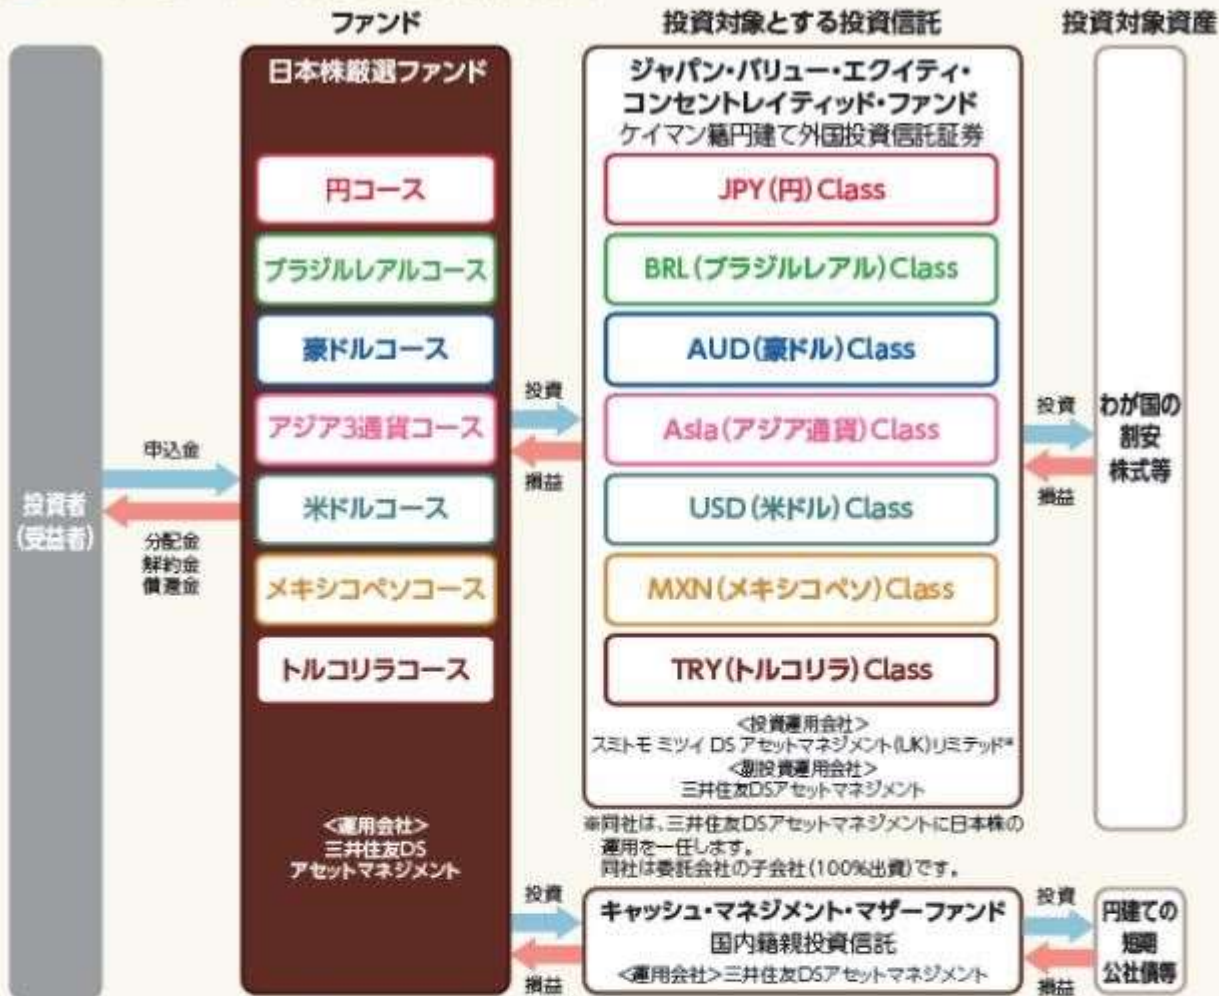 ファンド
投資対象とする投資信託
投資対象資産
投資者
(受益者)
申込金
分配金
解約金
償還金
日本株厳選ファンド
円コース
ブラジルレアルコース
豪ドルコース
アジア3通貨コース
米ドルコース
メキシコペソコース
トルコリラコース
<運用会社>
三井住友DS
アセットマネジメント
投資
損益
ジャパン・バリュー・エクイティ・
コンセントレイティッド・ファンド
ケイマン籍円建て外国投資信託証券
JPY(円)Class
BRL(ブラジルレアル)Class
AUD(豪ドル)Class
Asia(アジア通貨)Class
USD(米ドル)Class
MXN(メキシコペソ)Class
TRY(トルコリラ)Class
<投資運用会社>
スミトモ ミツイ DS アセットマネジメント(UK)リミテッド※
<副投資運用会社>
三井住友DSアセットマネジメント
※同社は、三井住友DSアセットマネジメントに日本株の
運用を一任します。
同社は委託会社の子会社(100%出資)です。
投資
損益
わが国の
割安
株式等
投資
損益
キャッシュ・マネジメント・マザーファンド
国内籍親投資信託
<運用会社>三井住友DSアセットマネジメント
投資
損益
円建ての
短期
公社債等